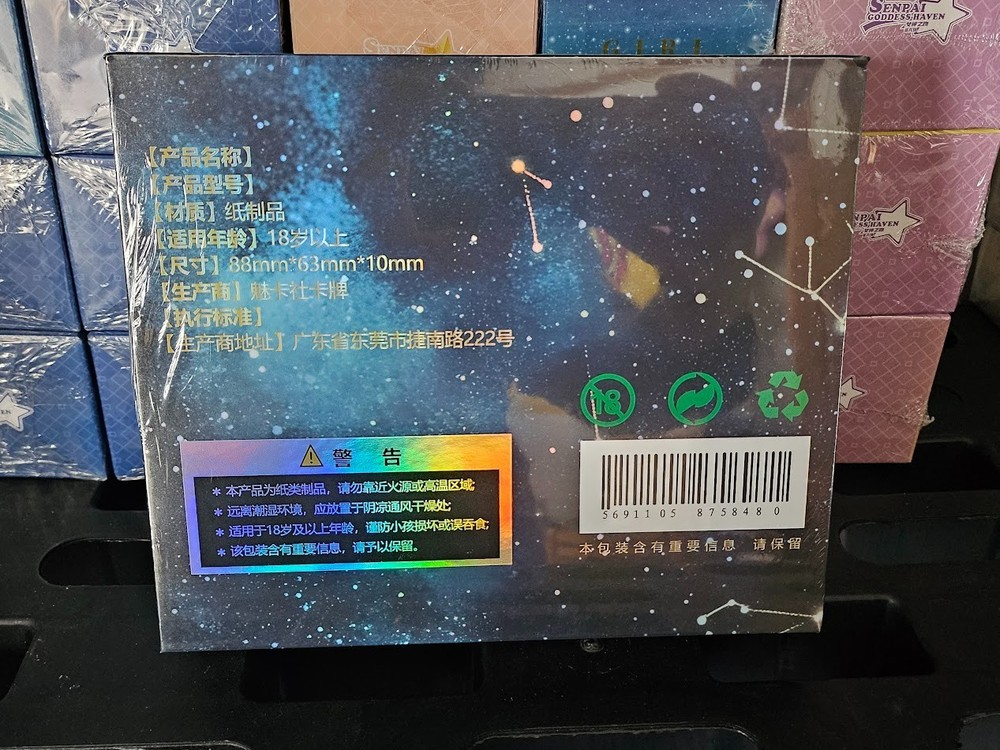 SENPAI
SENPAI
GODDESS HAVEN
GIRL
【产品名称】
【产品型号】
【材质】纸制品
【适用年龄】18岁以上
【尺寸】88mm*63mm*10mm
【生产商】魅卡社卡牌
【执行标准】
【生产商地址】广东省东莞市捷南路222号
18
警 告
* 本产品为纸类制品，请勿靠近火源或高温区域;
* 远离潮湿环境，应放置于阴凉通风干燥处;
* 适用于18岁及以上年龄，谨防小孩损坏或误吞食;
* 该包装含有重要信息，请予以保留。
5691105 8758480
本包装含有重要信息 请保留